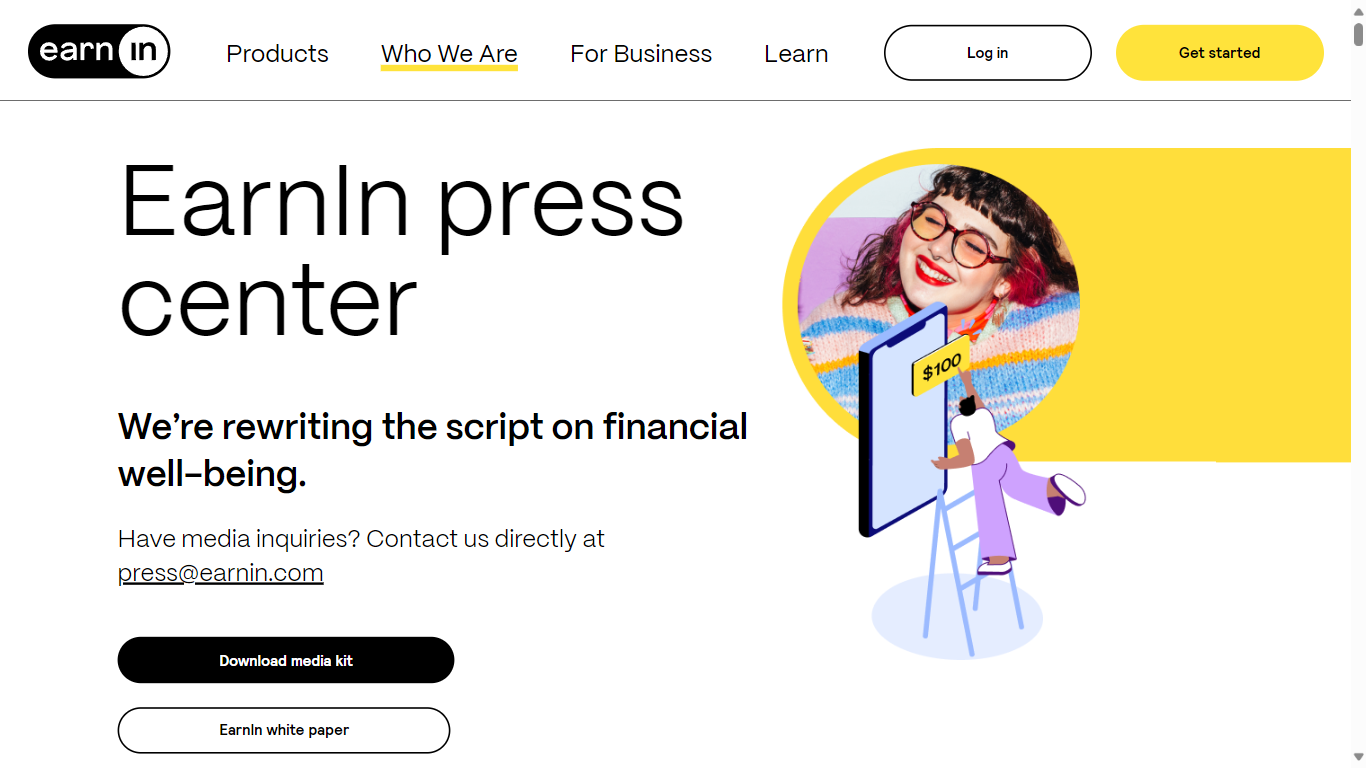 earn in
Products
Who We Are
For Business
Learn
Log in
Get started
EarnIn press
center
We’re rewriting the script on financial
well-being.
Have media inquiries? Contact us directly at
press@earnin.com
$100
Download media kit
EarnIn white paper